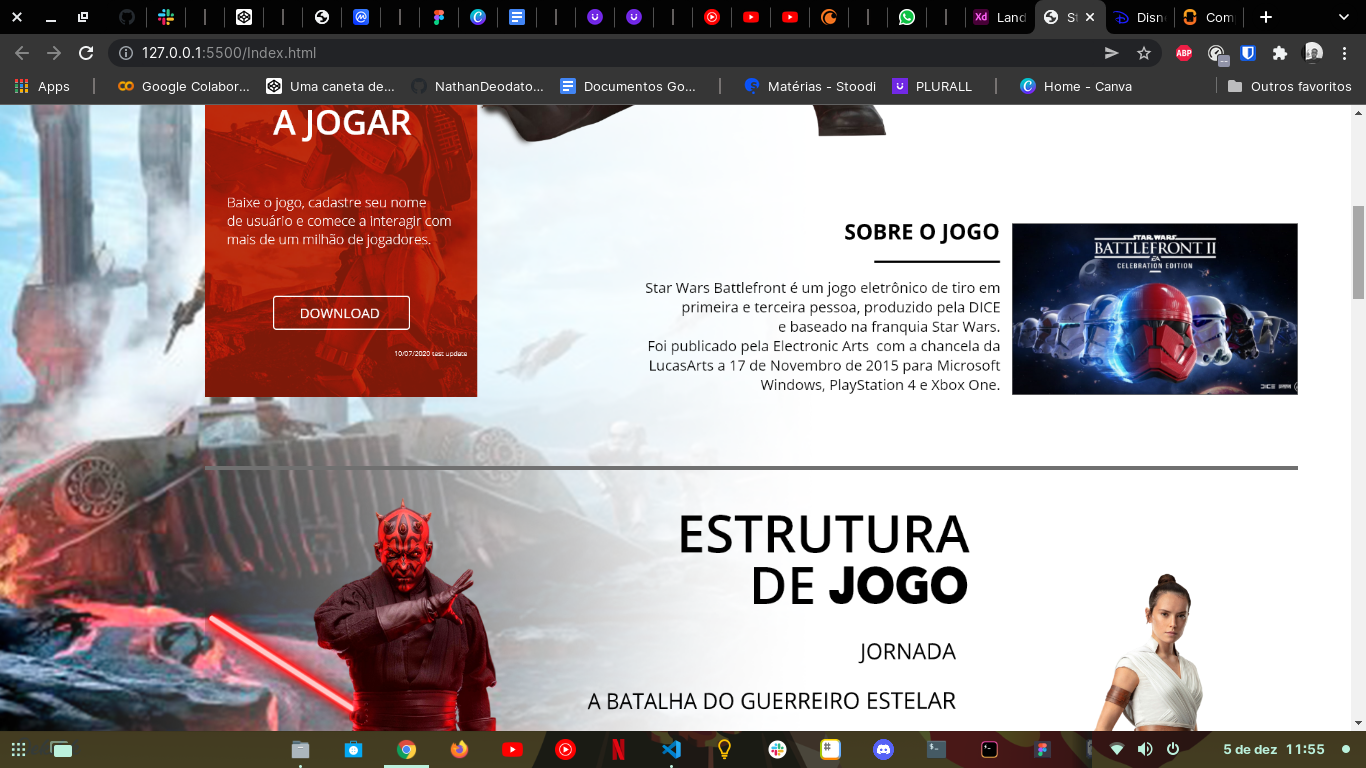 Land
St
Disn
Com
127.0.0.1:5500/Index.html
ABP
Apps
Google Colabor...
Uma caneta de...
NathanDeodato...
Documentos Go...
Matérias - Stoodi
PLURALL
Home - Canva
Outros favoritos
A JOGAR
Baixe o jogo, cadastre seu nome
de usuário e comece a interagir com
mais de um milhão de jogadores.
DOWNLOAD
10/07/2020 test update
SOBRE O JOGO
Star Wars Battlefront é um jogo eletrônico de tiro em
primeira e terceira pessoa, produzido pela DICE
e baseado na franquia Star Wars.
Foi publicado pela Electronic Arts com a chancela da
LucasArts a 17 de Novembro de 2015 para Microsoft
Windows, PlayStation 4 e Xbox One.
STAR WARS
BATTLEFRONT II
EA
CELEBRATION EDITION
DICE
ESTRUTURA
DE JOGO
JORNADA
A BATALHA DO GUERREIRO ESTELAR
5 de dez 11:55